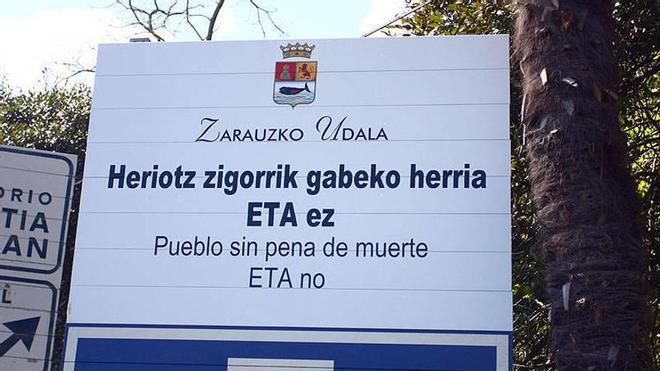 ZARAUZKO UDALA
Heriotz zigorrik gabeko herria
ETA ez
Pueblo sin pena de muerte
ETA no